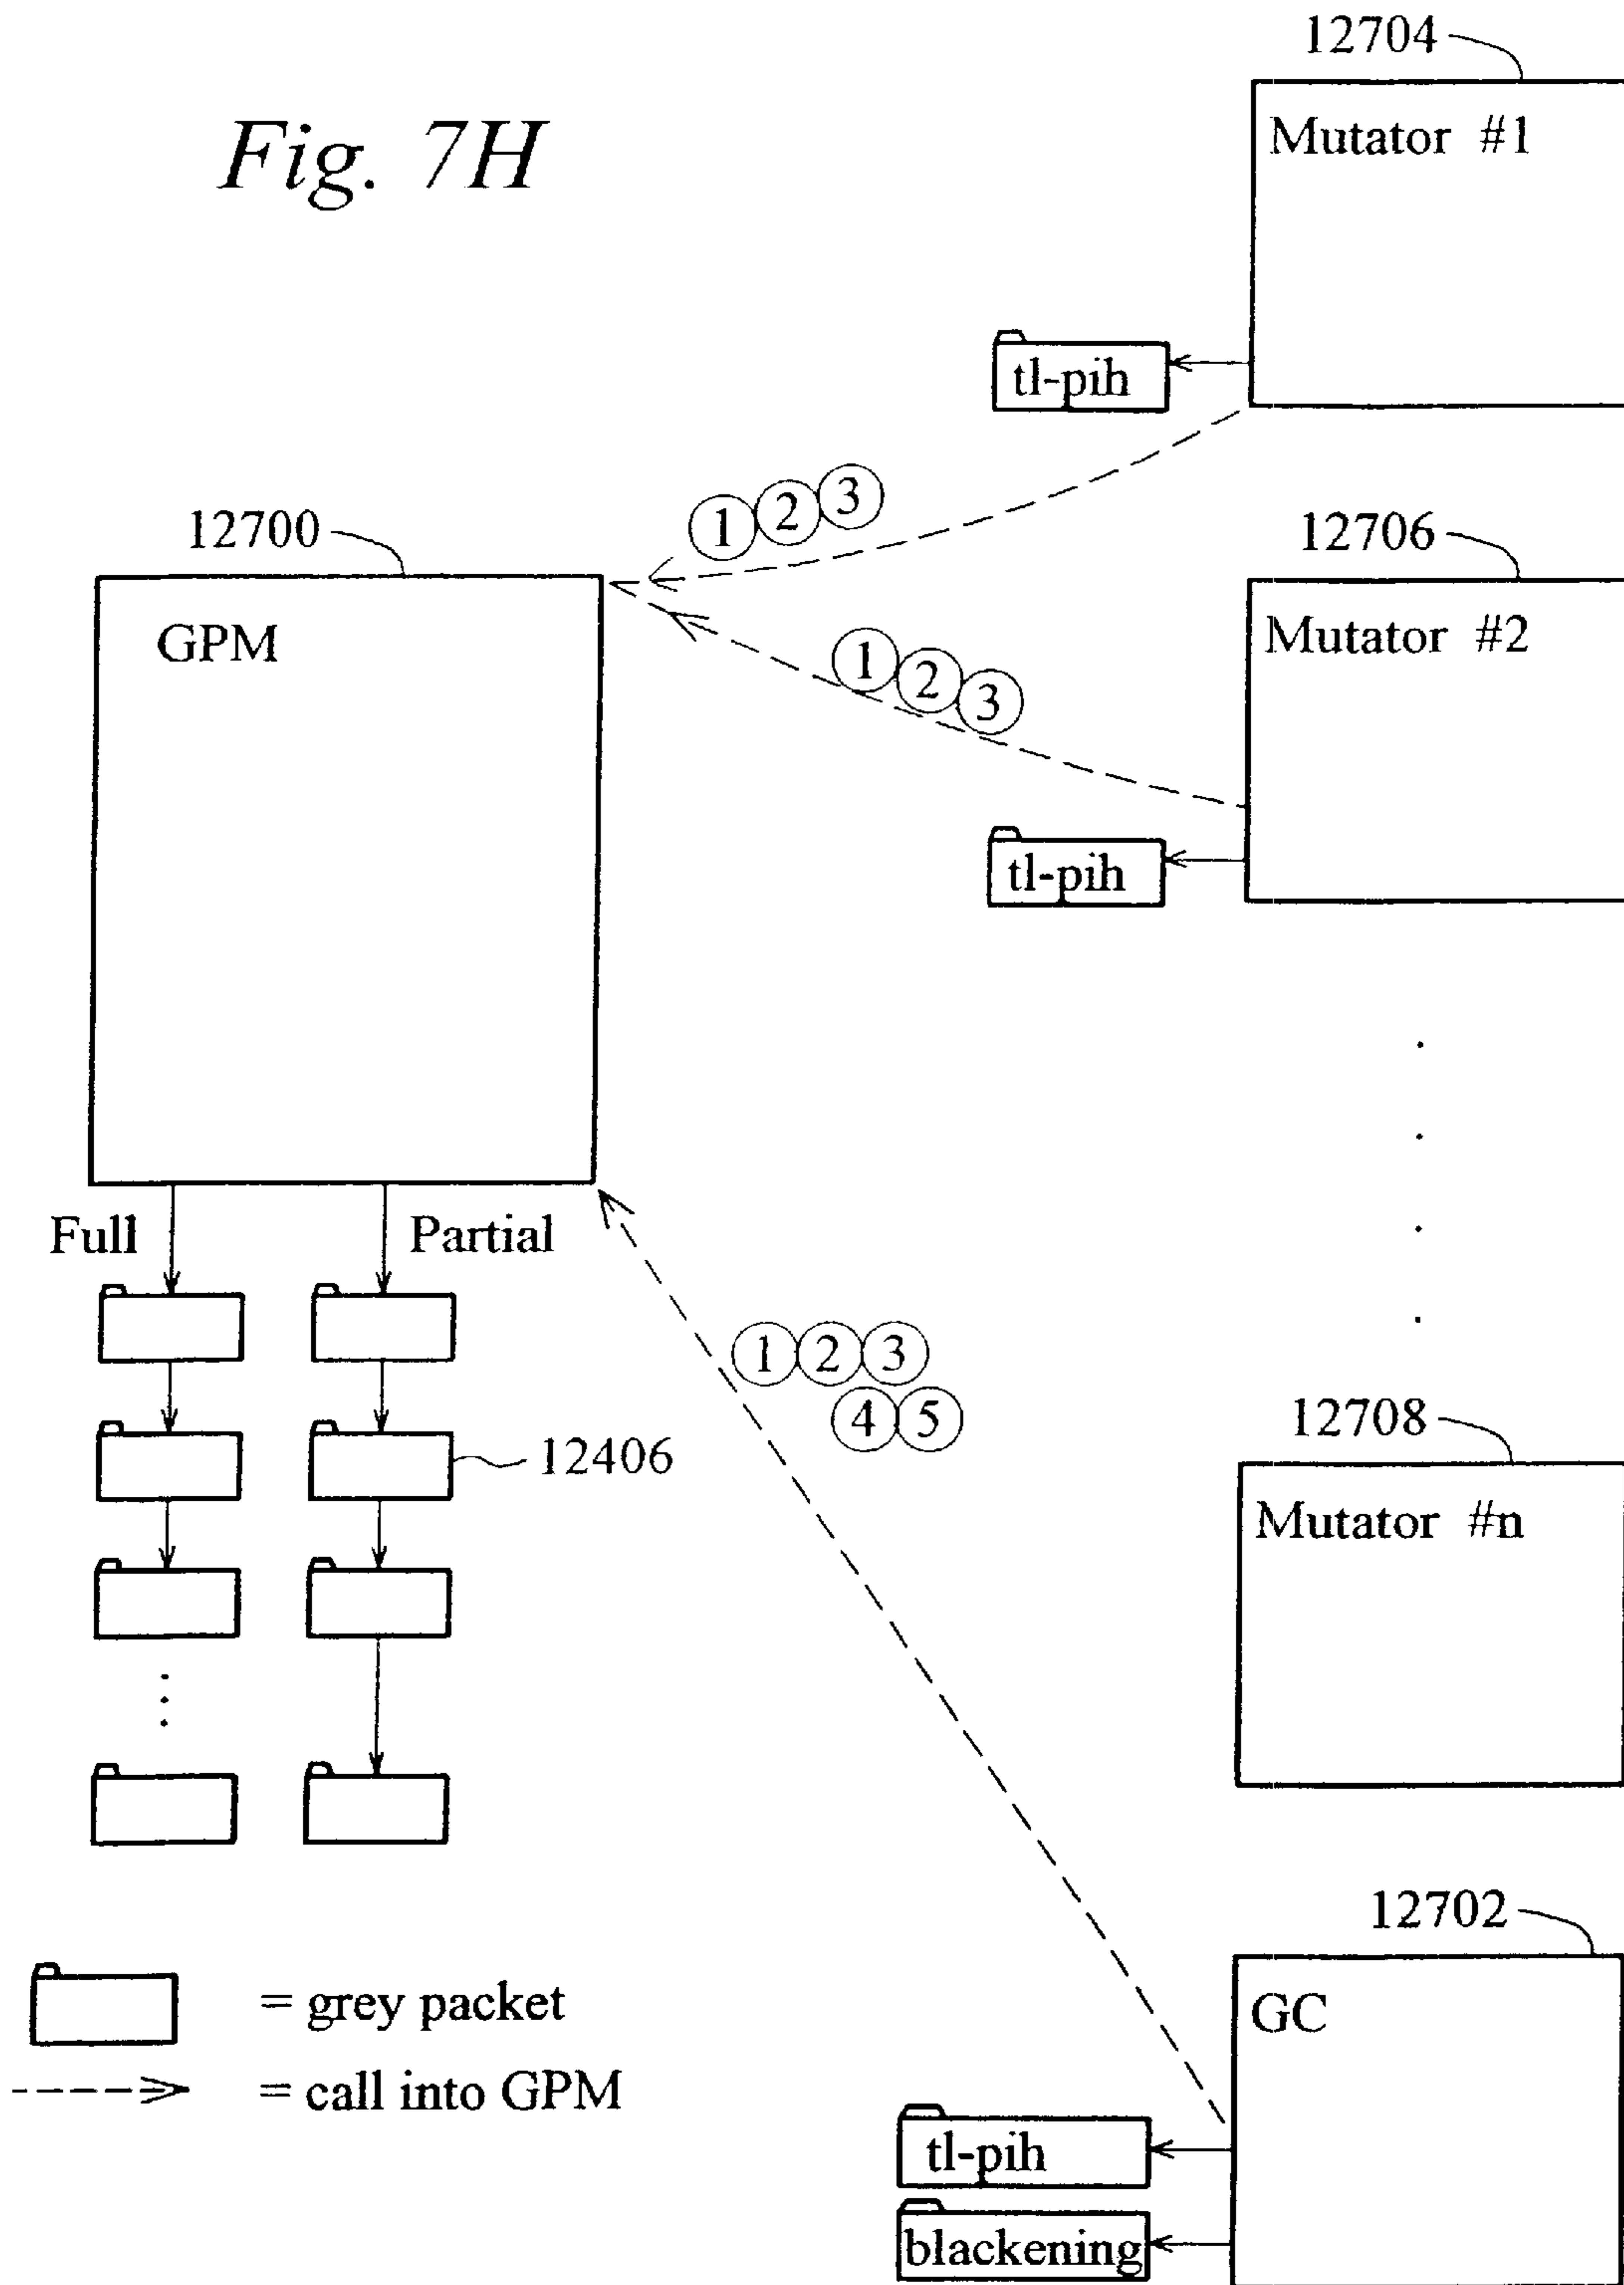 Fig. 7H
12704
Mutator #1
tl-pih
1 2 3
12700
GPM
12706
Mutator #2
1 2 3
tl-pih
Full
Partial
1 2 3
4 5
12406
12708
Mutator #n
12702
GC
= grey packet
= call into GPM
tl-pih
blackening